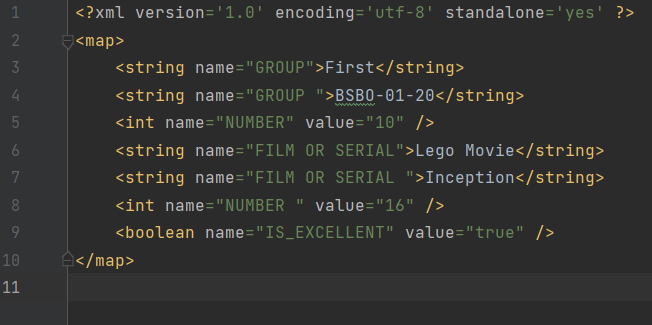 1 <?xml version='1.0' encoding='utf-8' standalone='yes' ?>
2 <map>
3 <string name="GROUP">First</string>
4 <string name="GROUP ">BSBO-01-20</string>
5 <int name="NUMBER" value="10" />
6 <string name="FILM OR SERIAL">Lego Movie</string>
7 <string name="FILM OR SERIAL ">Inception</string>
8 <int name="NUMBER " value="16" />
9 <boolean name="IS_EXCELLENT" value="true" />
10 </map>
11